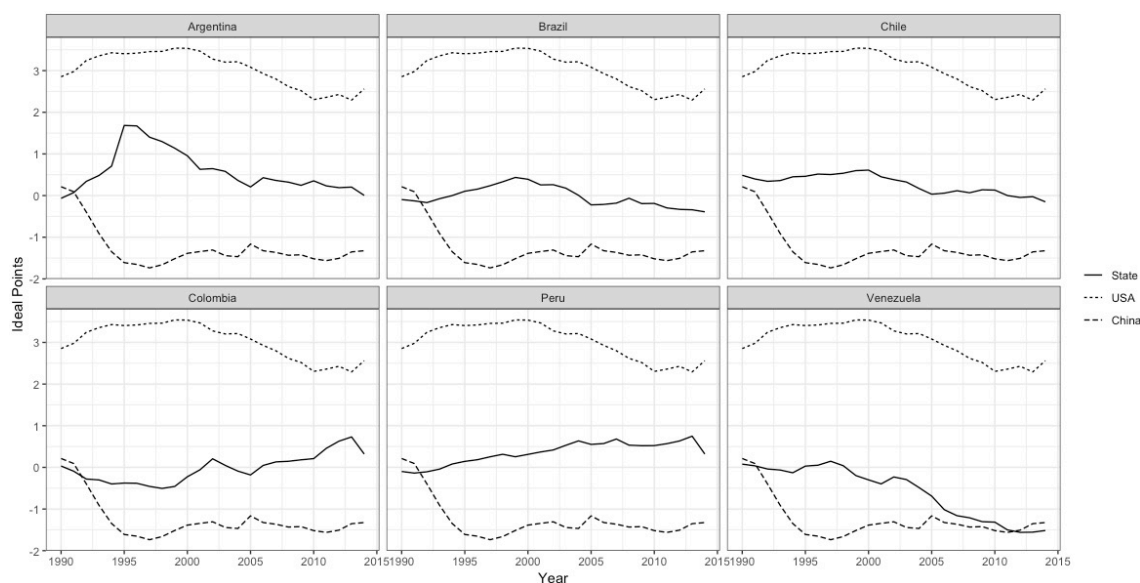 Argentina
Brazil
Chile
3
2
1
0
-1
-2
Ideal Points
Colombia
Peru
Venezuela
3
2
1
0
-1
-2
1990 1995 2000 2005 2010 2015
1990 1995 2000 2005 2010 2015
1990 1995 2000 2005 2010 2015
Year
State
USA
China